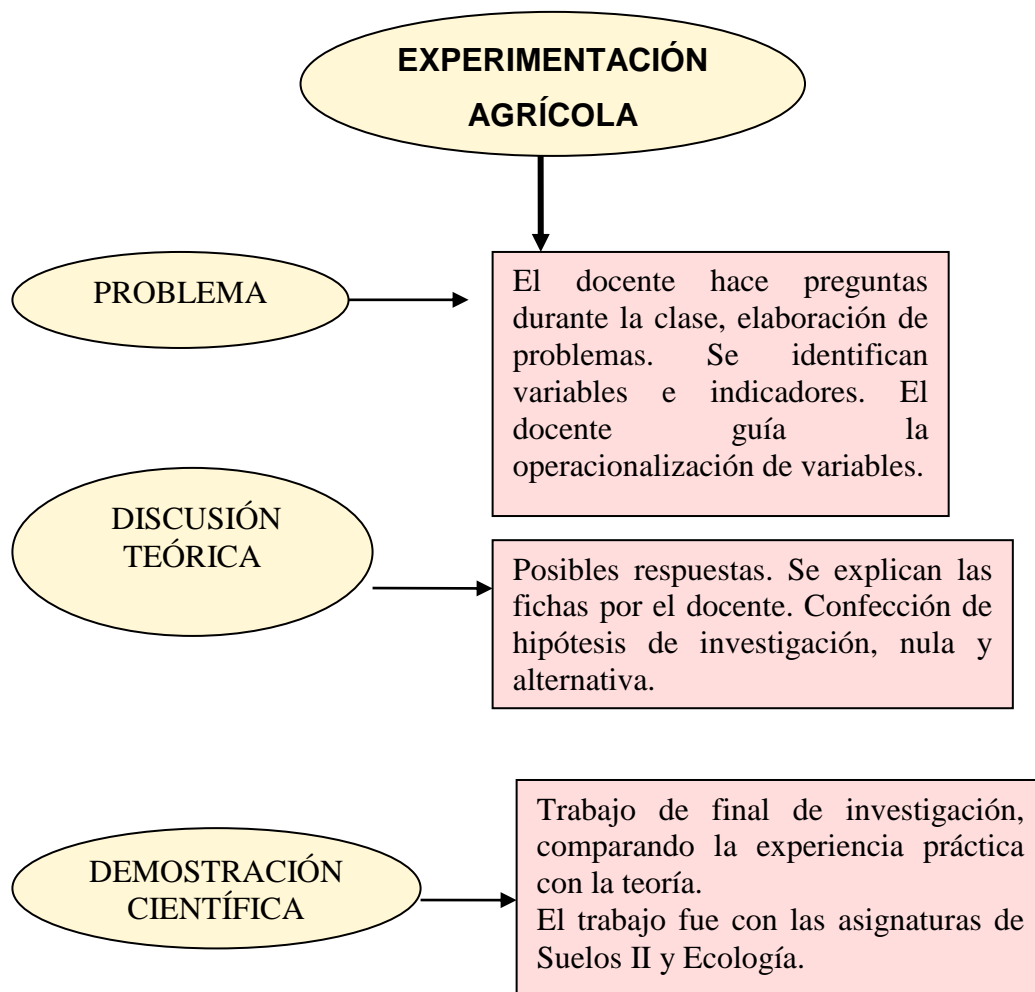 EXPERIMENTACIÓN
AGRÍCOLA
PROBLEMA
El docente hace preguntas
durante la clase, elaboración de
problemas. Se identifican
variables e indicadores. El
docente guía la
operacionalización de variables.
DISCUSIÓN
TEÓRICA
Posibles respuestas. Se explican las
fichas por el docente. Confección de
hipótesis de investigación, nula y
alternativa.
DEMOSTRACIÓN
CIENTÍFICA
Trabajo de final de investigación,
comparando la experiencia práctica
con la teoría.
El trabajo fue con las asignaturas de
Suelos II y Ecología.